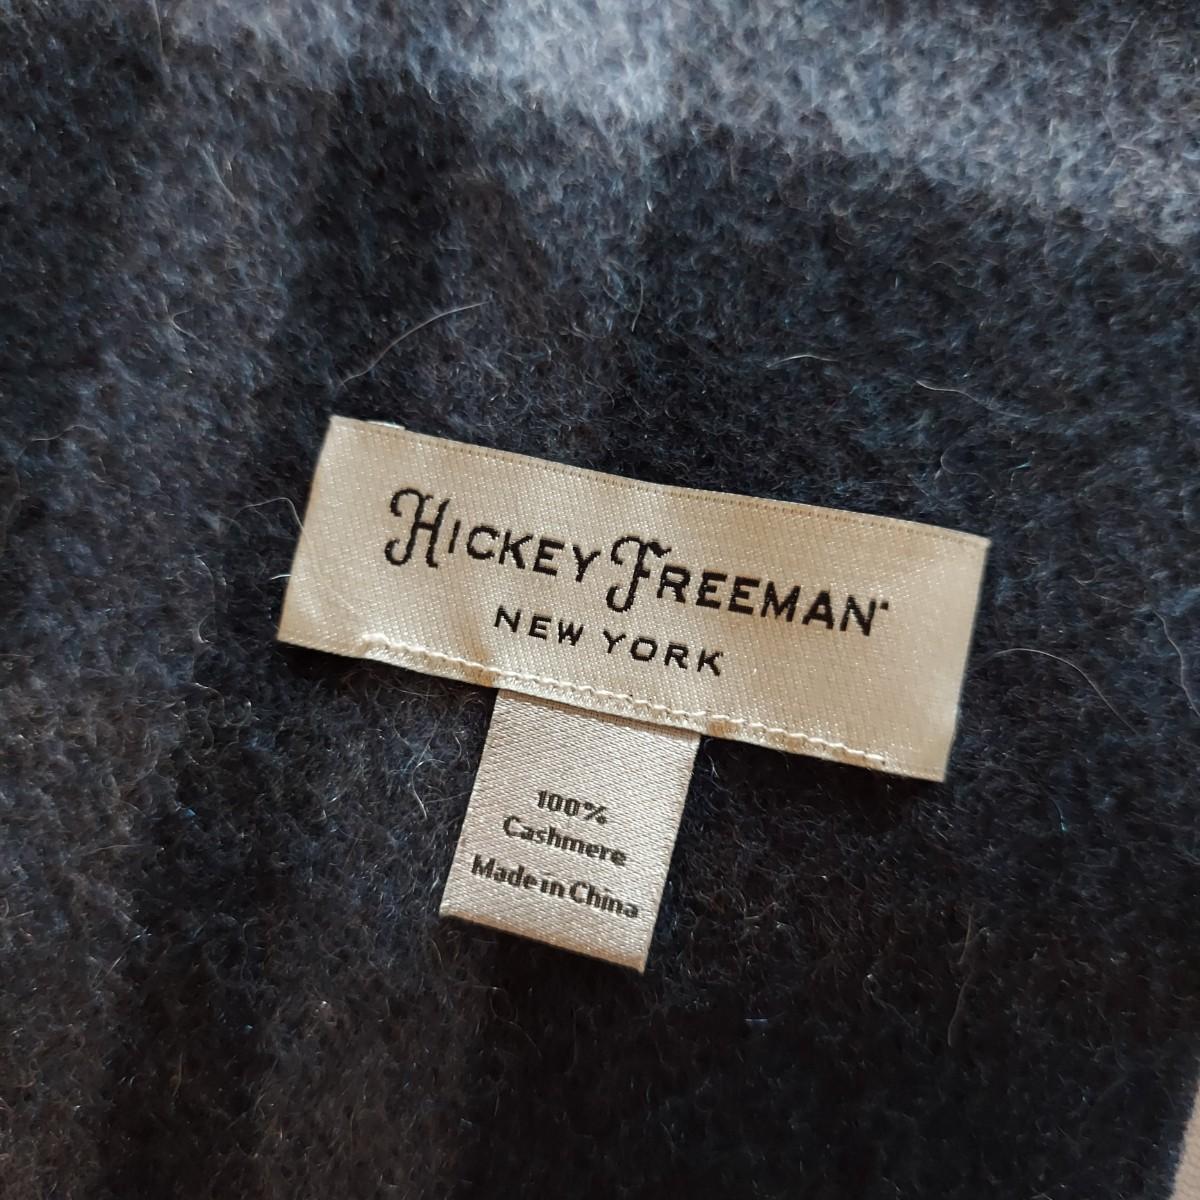 HICKEY FREEMAN
NEW YORK
100%
Cashmere
Made in China